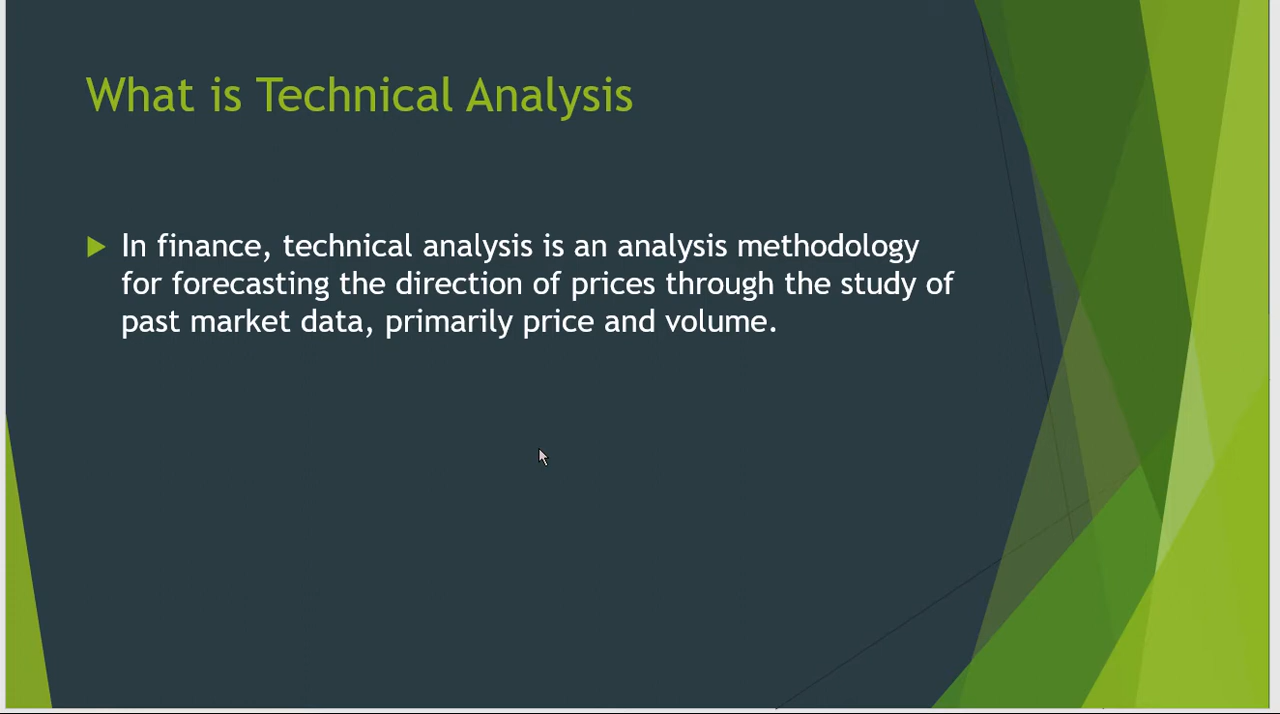 What is Technical Analysis
In finance, technical analysis is an analysis methodology
for forecasting the direction of prices through the study of
past market data, primarily price and volume.